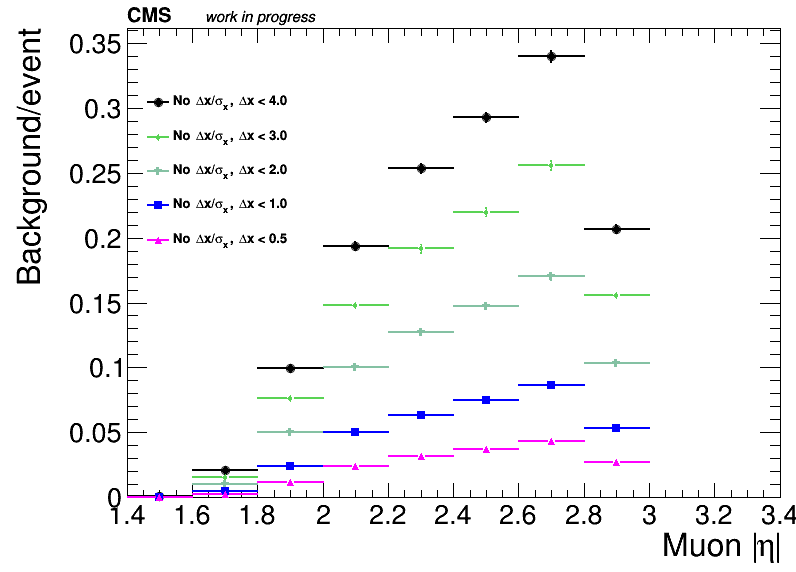 CMS work in progress
Background/event
0.35
0.3
0.25
0.2
0.15
0.1
0.05
0
No Δx/σx, Δx < 4.0
No Δx/σx, Δx < 3.0
No Δx/σx, Δx < 2.0
No Δx/σx, Δx < 1.0
No Δx/σx, Δx < 0.5
1.4 1.6 1.8 2 2.2 2.4 2.6 2.8 3 3.2 3.4
Muon |η|